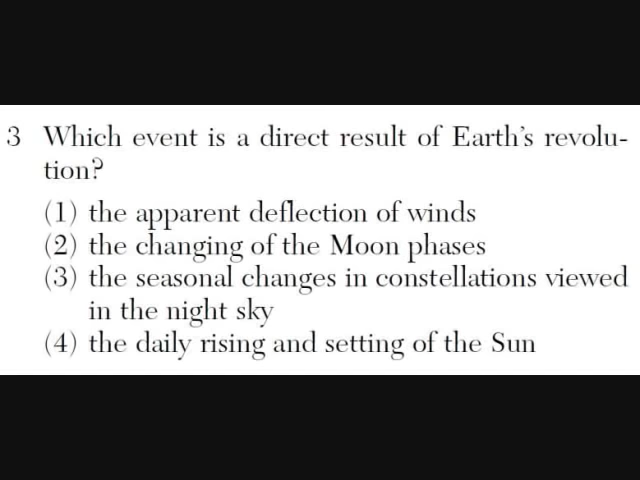 3 Which event is a direct result of Earth's revolu-
tion?
(1) the apparent deflection of winds
(2) the changing of the Moon phases
(3) the seasonal changes in constellations viewed
in the night sky
(4) the daily rising and setting of the Sun